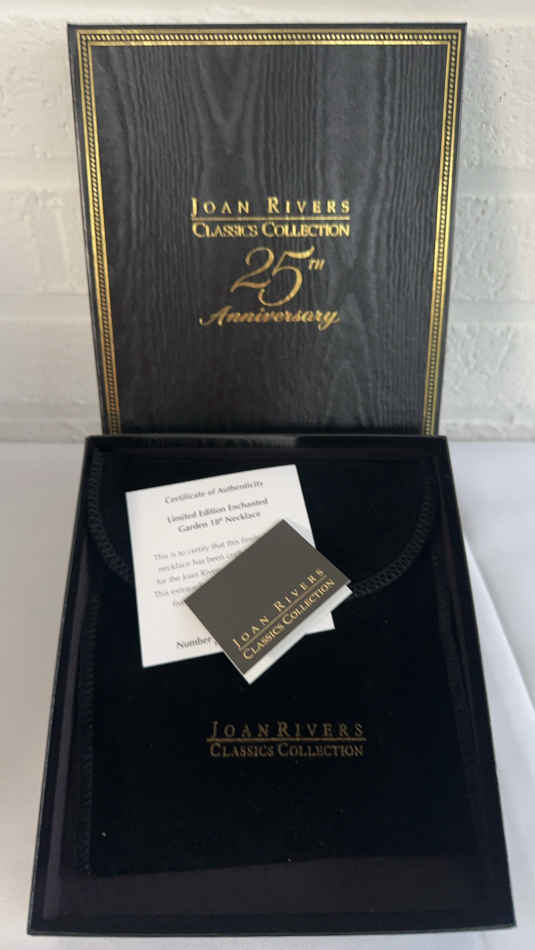 JOAN RIVERS
CLASSICS COLLECTION
25TH
Anniversary
Certificate of Authenticity
Limited Edition Enchanted
Garden 18" Necklace
This is to certify that this
necklace has been
for the Joan Rivers
This
Number
JOAN RIVERS
CLASSICS COLLECTION
JOAN RIVERS
CLASSICS COLLECTION